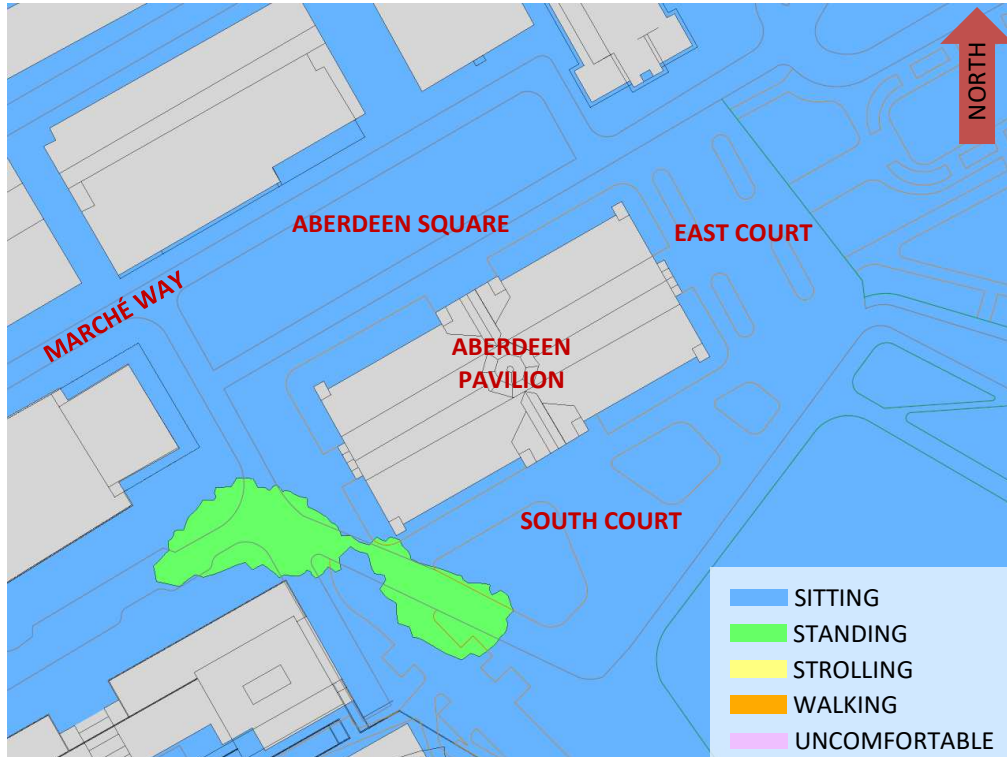 NORTH
ABERDEEN SQUARE
EAST COURT
MARCHÉ WAY
ABERDEEN
PAVILION
SOUTH COURT
SITTING
STANDING
STROLLING
WALKING
UNCOMFORTABLE